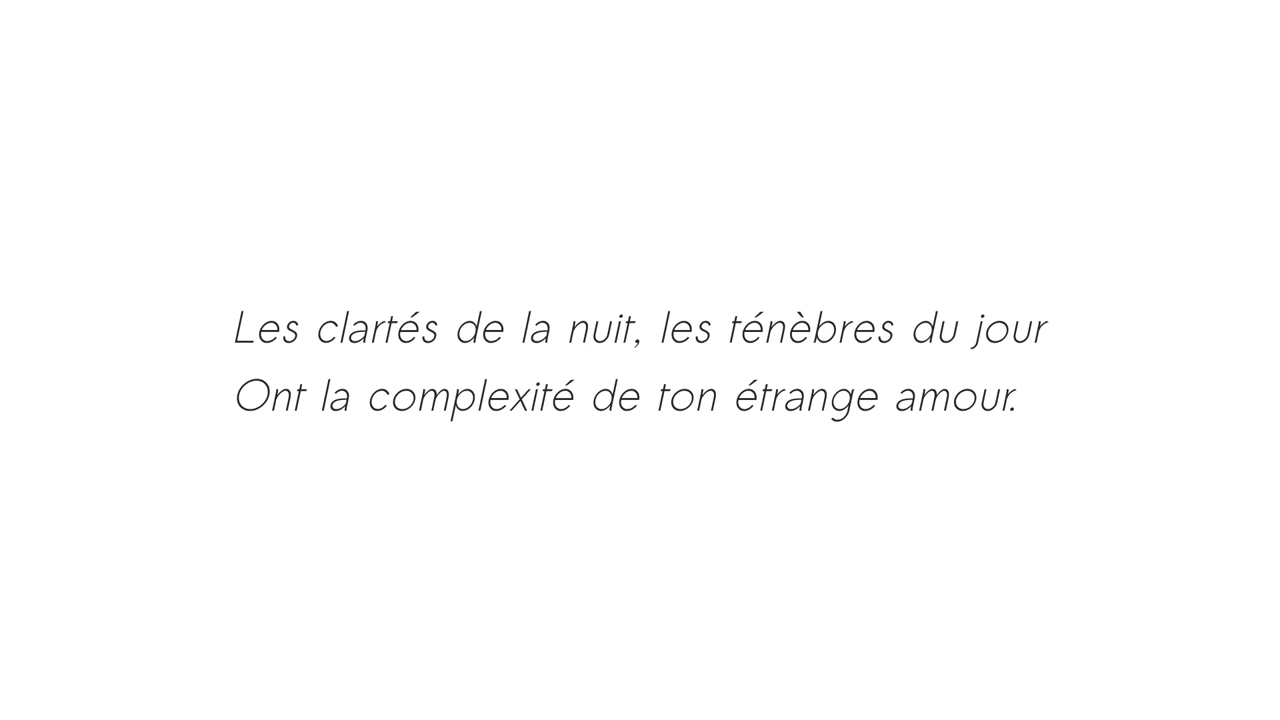 Les clartés de la nuit, les ténèbres du jour
Ont la complexité de ton étrange amour.